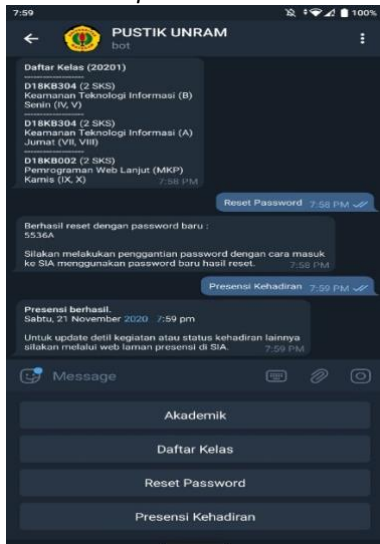 7:59
100%
PUSTIK UNRAM
bot
Daftar Kelas (20201)
D18KB304 (2 SKS)
Keamanan Teknologi Informasi (B)
Senin (IV, V)
D18KB304 (2 SKS)
Keamanan Teknologi Informasi (A)
Jumat (VII, VIII)
D18KB002 (2 SKS)
Pemrograman Web Lanjut (MKP)
Kamis (IX, X)
7:58 PM
Reset Password 7:58 PM
Berhasil reset dengan password baru :
5536A
Silakan melakukan penggantian password dengan cara masuk
ke SIA menggunakan password baru hasil reset. 7:58 PM
Presensi Kehadiran 7:59 PM
Presensi berhasil.
Sabtu, 21 November 2020 7:59 pm
Untuk update detil kegiatan atau status kehadiran lainnya
silakan melalui web laman presensi di SIA. 7:59 PM
Message
Akademik
Daftar Kelas
Reset Password
Presensi Kehadiran